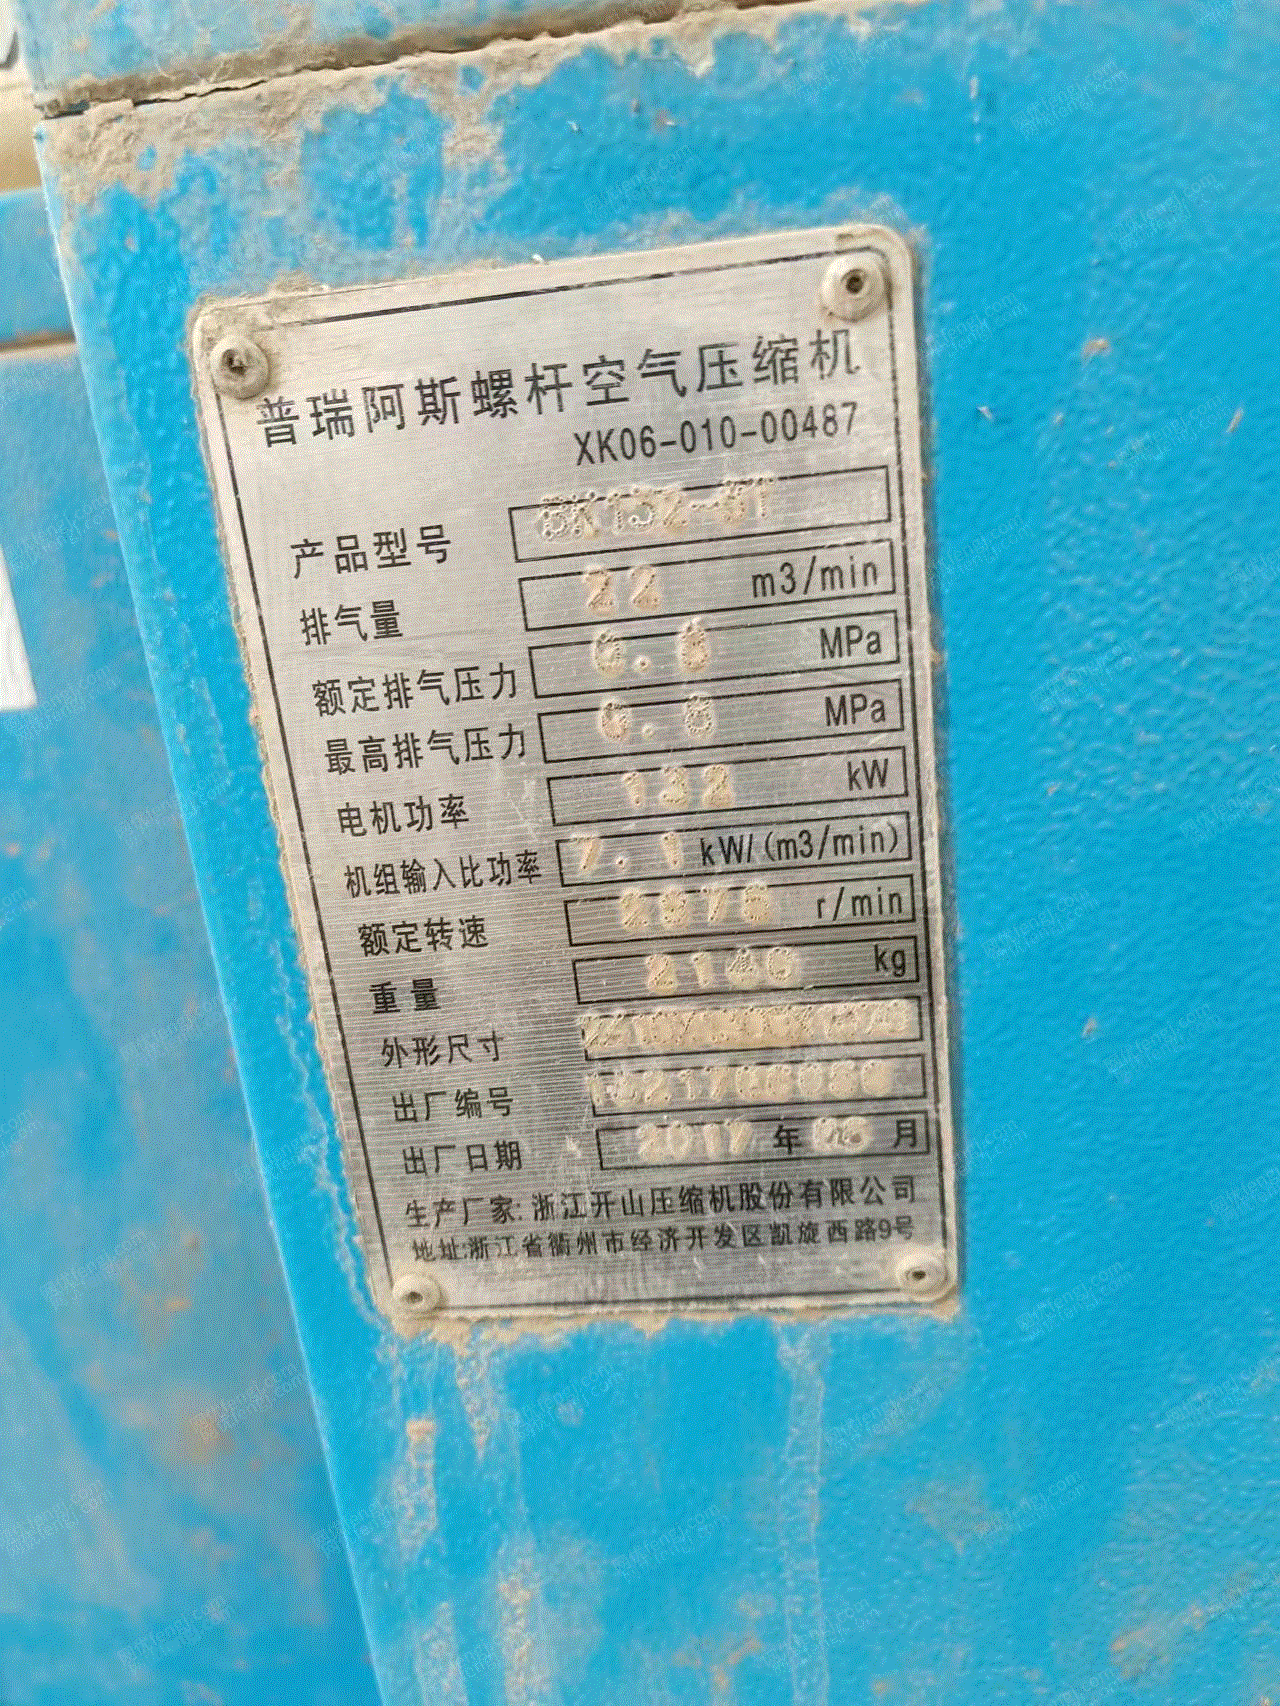 普瑞阿斯螺杆空气压缩机
XK06-010-00487
产品型号
排气量 22 m3/min
额定排气压力 MPa
最高排气压力 MPa
电机功率 132 kW
机组输入比功率 7.1 kW/(m3/min)
额定转速 2975 r/min
重量 kg
外形尺寸
出厂编号
出厂日期 2017 年 月
生产厂家:浙江开山压缩机股份有限公司
地址:浙江省衢州市经济开发区凯旋西路9号